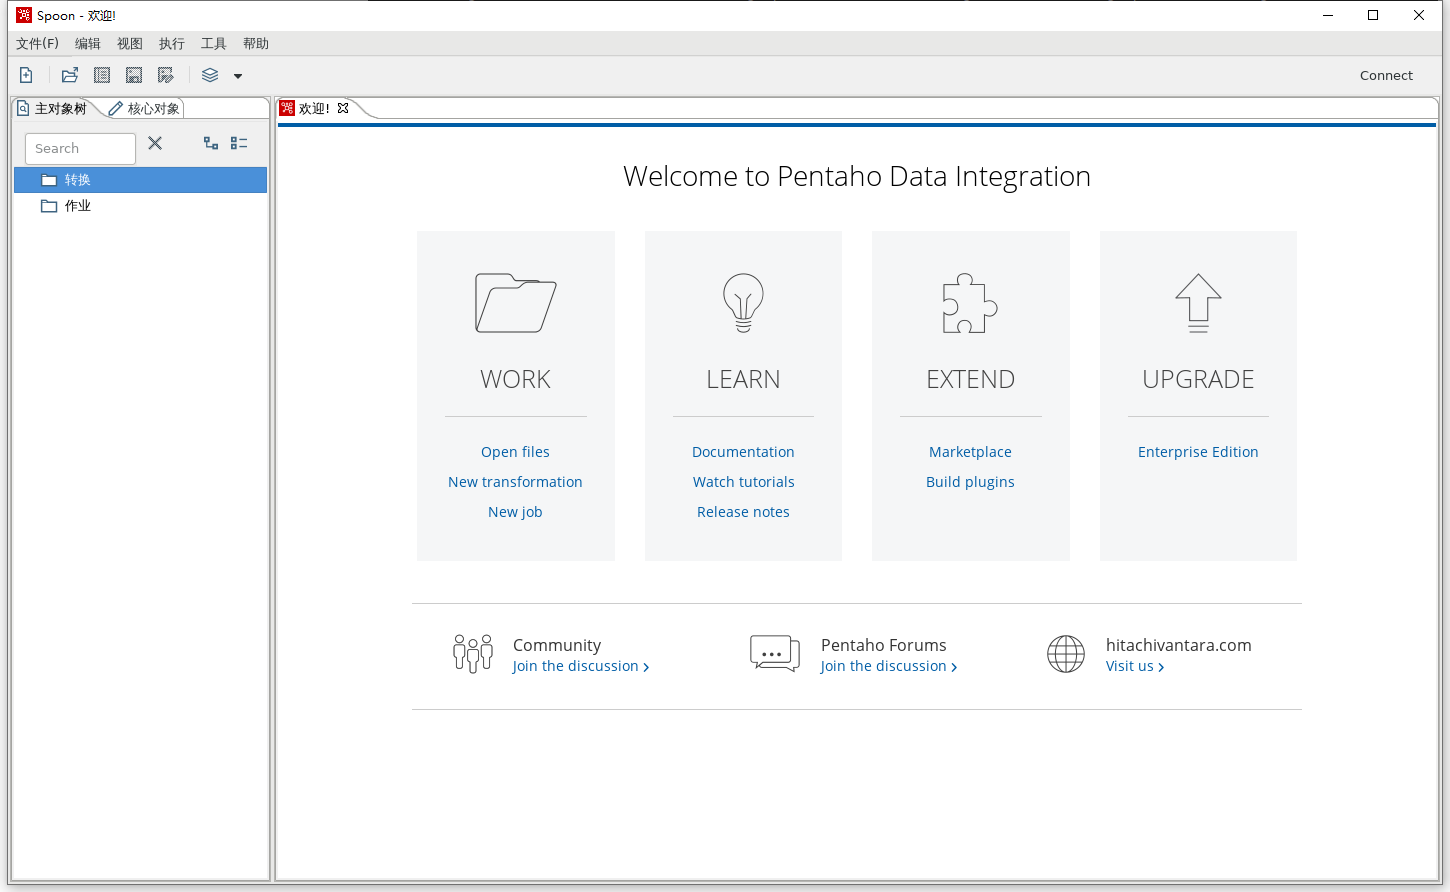 Spoon - 欢迎!
文件(F) 编辑 视图 执行 工具 帮助
Connect
主对象树 核心对象
欢迎!
Search
转换
作业
Welcome to Pentaho Data Integration
WORK
Open files
New transformation
New job
LEARN
Documentation
Watch tutorials
Release notes
EXTEND
Marketplace
Build plugins
UPGRADE
Enterprise Edition
Community
Join the discussion
Pentaho Forums
Join the discussion
hitachivantara.com
Visit us